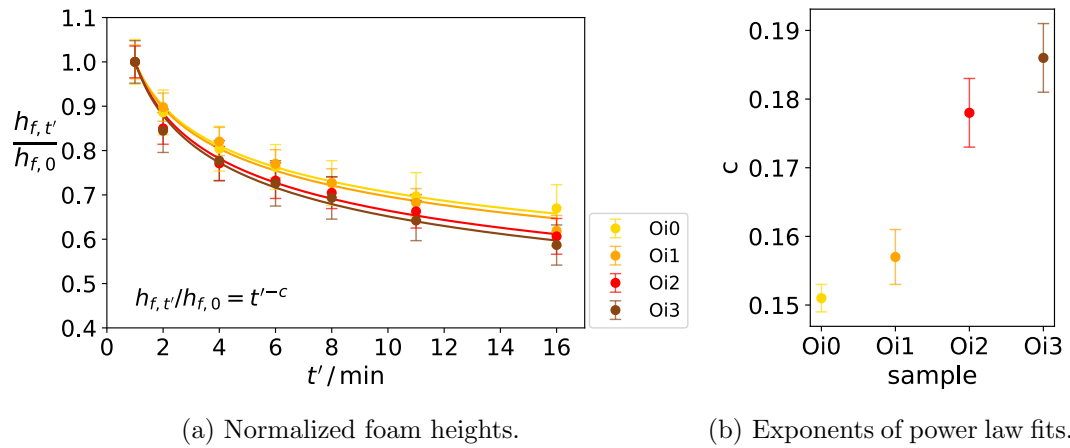 1.1
1.0
0.9
0.8
0.7
0.6
0.5
0.4
h_{f,t'}
h_{f,0}
0 2 4 6 8 10 12 14 16
t′/min
h_{f,t'}/h_{f,0} = t'^{-c}
Oi0
Oi1
Oi2
Oi3
(a) Normalized foam heights.
0.19
0.18
0.17
0.16
0.15
c
Oi0 Oi1 Oi2 Oi3
sample
(b) Exponents of power law fits.